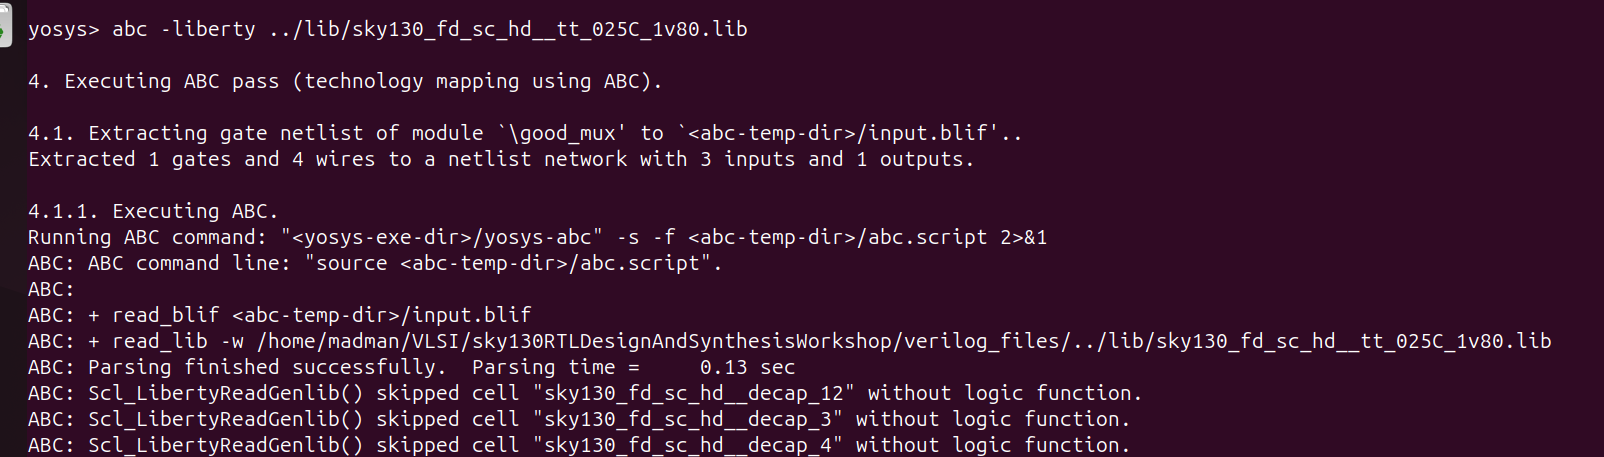 yosys> abc -liberty ../lib/sky130_fd_sc_hd__tt_025C_1v80.lib
4. Executing ABC pass (technology mapping using ABC).
4.1. Extracting gate netlist of module `\good_mux' to `<abc-temp-dir>/input.blif'..
Extracted 1 gates and 4 wires to a netlist network with 3 inputs and 1 outputs.
4.1.1. Executing ABC.
Running ABC command: "<yosys-exe-dir>/yosys-abc" -s -f <abc-temp-dir>/abc.script 2>&1
ABC: ABC command line: "source <abc-temp-dir>/abc.script".
ABC:
ABC: + read_blif <abc-temp-dir>/input.blif
ABC: + read_lib -w /home/madman/VLSI/sky130RTLDesignAndSynthesisWorkshop/verilog_files/../lib/sky130_fd_sc_hd__tt_025C_1v80.lib
ABC: Parsing finished successfully.  Parsing time =     0.13 sec
ABC: Scl_LibertyReadGenlib() skipped cell "sky130_fd_sc_hd__decap_12" without logic function.
ABC: Scl_LibertyReadGenlib() skipped cell "sky130_fd_sc_hd__decap_3" without logic function.
ABC: Scl_LibertyReadGenlib() skipped cell "sky130_fd_sc_hd__decap_4" without logic function.